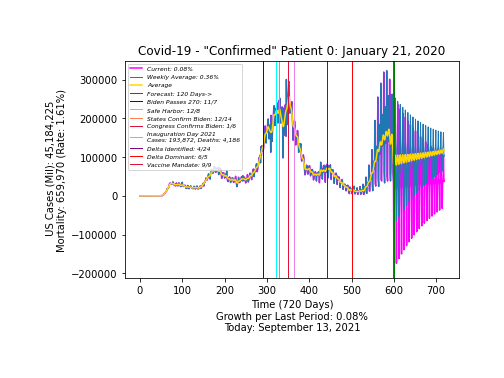 Covid-19 - "Confirmed" Patient 0: January 21, 2020
US Cases (Mil): 45,184,225
Mortality: 659,970 (Rate: 1.61%)
300000
200000
100000
0
−100000
−200000
Current: 0.08%
Weekly Average: 0.36%
Average
Forecast: 120 Days->
Biden Passes 270: 11/7
Safe Harbor: 12/8
States Confirm Biden: 12/14
Congress Confirms Biden: 1/6
Inauguration Day 2021
Cases: 193,872, Deaths: 4,186
Delta Identified: 4/24
Delta Dominant: 6/5
Vaccine Mandate: 9/9
0 100 200 300 400 500 600 700
Time (720 Days)
Growth per Last Period: 0.08%
Today: September 13, 2021